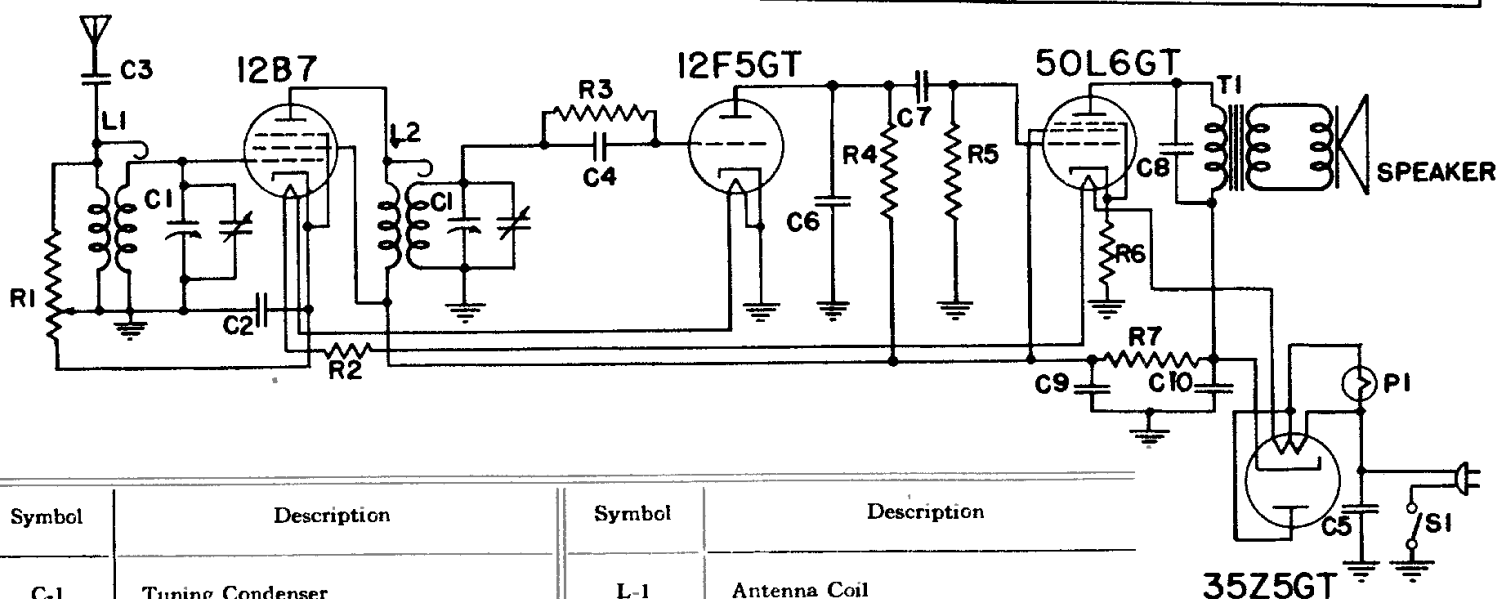 12B7
12F5GT
50L6GT
T1
C3
R3
L1
L2
C7
C1
C1
C4
R4
R5
C8
SPEAKER
C6
R6
R1
C2
R2
R7
C9
C10
P1
C5
S1
35Z5GT
Symbol Description Symbol Description
C-1 Tuning Condenser L-1 Antenna Coil